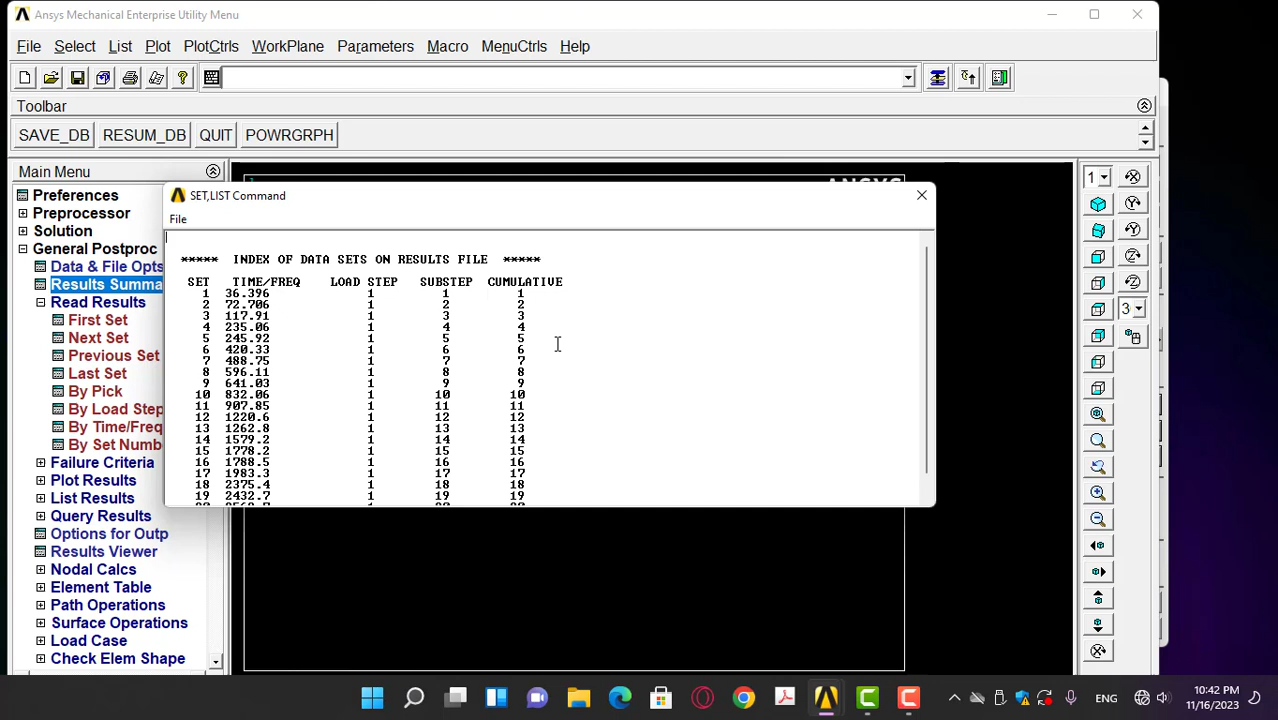 Ansys Mechanical Enterprise Utility Menu
File Select List Plot PlotCtrls WorkPlane Parameters Macro MenuCtrls Help
Toolbar
SAVE_DB RESUM_DB QUIT POWRGRPH
Main Menu
Preferences
Preprocessor
Solution
General Postproc
Data & File Opts
Results Summa
Read Results
First Set
Next Set
Previous Set
Last Set
By Pick
By Load Step
By Time/Freq
By Set Numb
Failure Criteria
Plot Results
List Results
Query Results
Options for Outp
Results Viewer
Nodal Calcs
Element Table
Path Operations
Surface Operations
Load Case
Check Elem Shape
SET,LIST Command
File
***** INDEX OF DATA SETS ON RESULTS FILE *****
SET TIME/FREQ LOAD STEP SUBSTEP CUMULATIVE
1 36.396 1 1 1
2 72.706 1 2 2
3 117.91 1 3 3
4 235.06 1 4 4
5 245.92 1 5 5
6 420.33 1 6 6
7 488.75 1 7 7
8 596.11 1 8 8
9 641.03 1 9 9
10 832.06 1 10 10
11 907.85 1 11 11
12 1220.6 1 12 12
13 1262.8 1 13 13
14 1579.2 1 14 14
15 1778.2 1 15 15
16 1788.5 1 16 16
17 1983.3 1 17 17
18 2375.4 1 18 18
19 2432.7 1 19 19
1
3
ENG
10:42 PM
11/16/2023